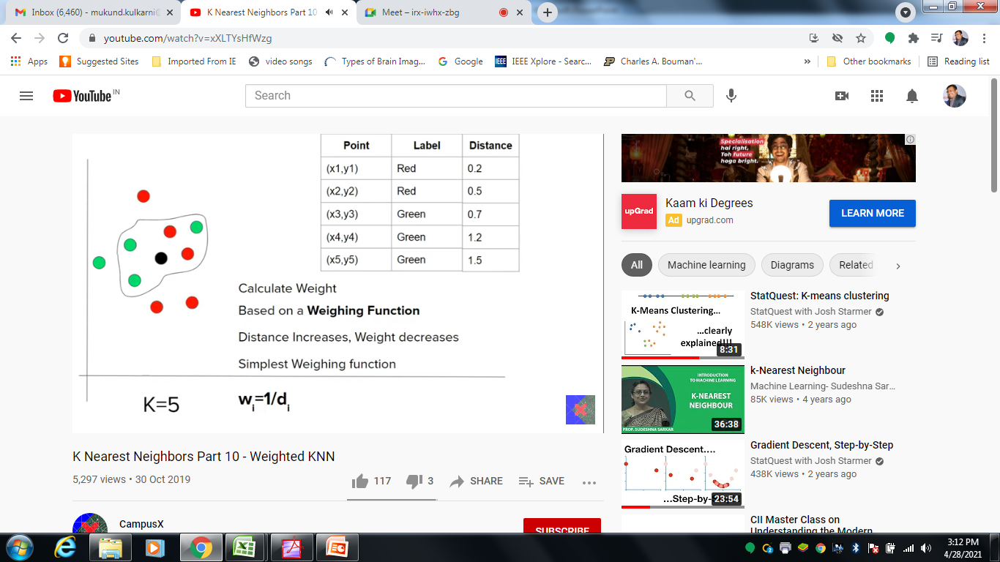 Inbox (6,460) - mukund.kulkarni@
K Nearest Neighbors Part 10
Meet – irx-iwhx-zbg
youtube.com/watch?v=xXLTYsHfWzg
Apps
Suggested Sites
Imported From IE
video songs
Types of Brain Imag...
Google
IEEE
IEEE Xplore - Searc...
Charles A. Bouman'...
»
Other bookmarks
Reading list
YouTube IN
Search
Point Label Distance
(x1,y1) Red 0.2
(x2,y2) Red 0.5
(x3,y3) Green 0.7
(x4,y4) Green 1.2
(x5,y5) Green 1.5
Calculate Weight
Based on a Weighing Function
Distance Increases, Weight decreases
Simplest Weighing function
K=5
wi=1/di
K Nearest Neighbors Part 10 - Weighted KNN
5,297 views • 30 Oct 2019
117
3
SHARE
SAVE
CampusX
SUBSCRIBE
Specialisation
hai right,
Toh future
hoga bright.
upGrad
Kaam ki Degrees
Ad upgrad.com
LEARN MORE
All
Machine learning
Diagrams
Related
K-Means Clustering...
...clearly
explained!!!
8:31
StatQuest: K-means clustering
StatQuest with Josh Starmer
548K views • 2 years ago
INTRODUCTION
TO MACHINE LEARNING
K-NEAREST
NEIGHBOUR
PROF. SUDESHNA SARKAR
36:38
k-Nearest Neighbour
Machine Learning- Sudeshna Sar...
85K views • 4 years ago
Gradient Descent....
...Step-by-
23:54
Gradient Descent, Step-by-Step
StatQuest with Josh Starmer
438K views • 2 years ago
CII Master Class on
Understanding the Modern
3:12 PM
4/28/2021